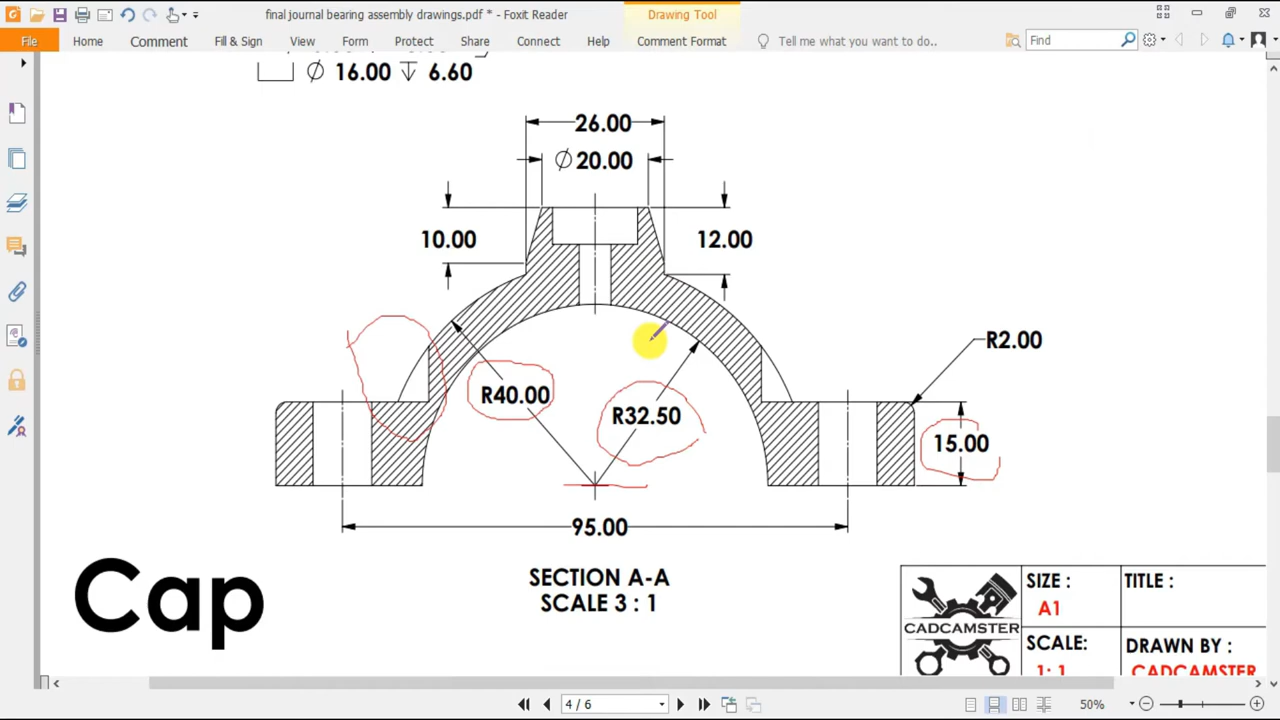 final journal bearing assembly drawings.pdf * - Foxit Reader
Drawing Tool
File Home Comment Fill & Sign View Form Protect Share Connect Help Comment Format Tell me what you want to do.. Find
∅ 16.00 ↧ 6.60
26.00
∅ 20.00
10.00
12.00
R2.00
R40.00
R32.50
15.00
95.00
SECTION A-A
SCALE 3 : 1
Cap
CADCAMSTER
SIZE :
A1
TITLE :
SCALE:
1: 1
DRAWN BY :
CADCAMSTER
4 / 6
50%